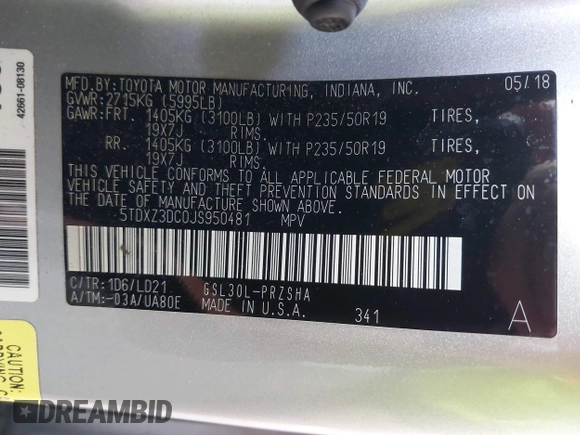 MFD.BY:TOYOTA MOTOR MANUFACTURING, INDIANA, INC. 05/18
GVWR:2715KG (5995LB)
GAWR:FRT. 1405KG (3100LB) WITH P235/50R19 TIRES,
19X7J RIMS.
RR. 1405KG (3100LB) WITH P235/50R19 TIRES,
19X7J RIMS.
THIS VEHICLE CONFORMS TO ALL APPLICABLE FEDERAL MOTOR
VEHICLE SAFETY AND THEFT PREVENTION STANDARDS IN EFFECT ON
THE DATE OF MANUFACTURE SHOWN ABOVE.
5TDXZ3DC0JS950481 MPV
C/TR:1D6/LD21 GSL30L-PRZSHA
A/TM:-03A/UA80E MADE IN U.S.A. 341 A
42661-08130
DREAMBID